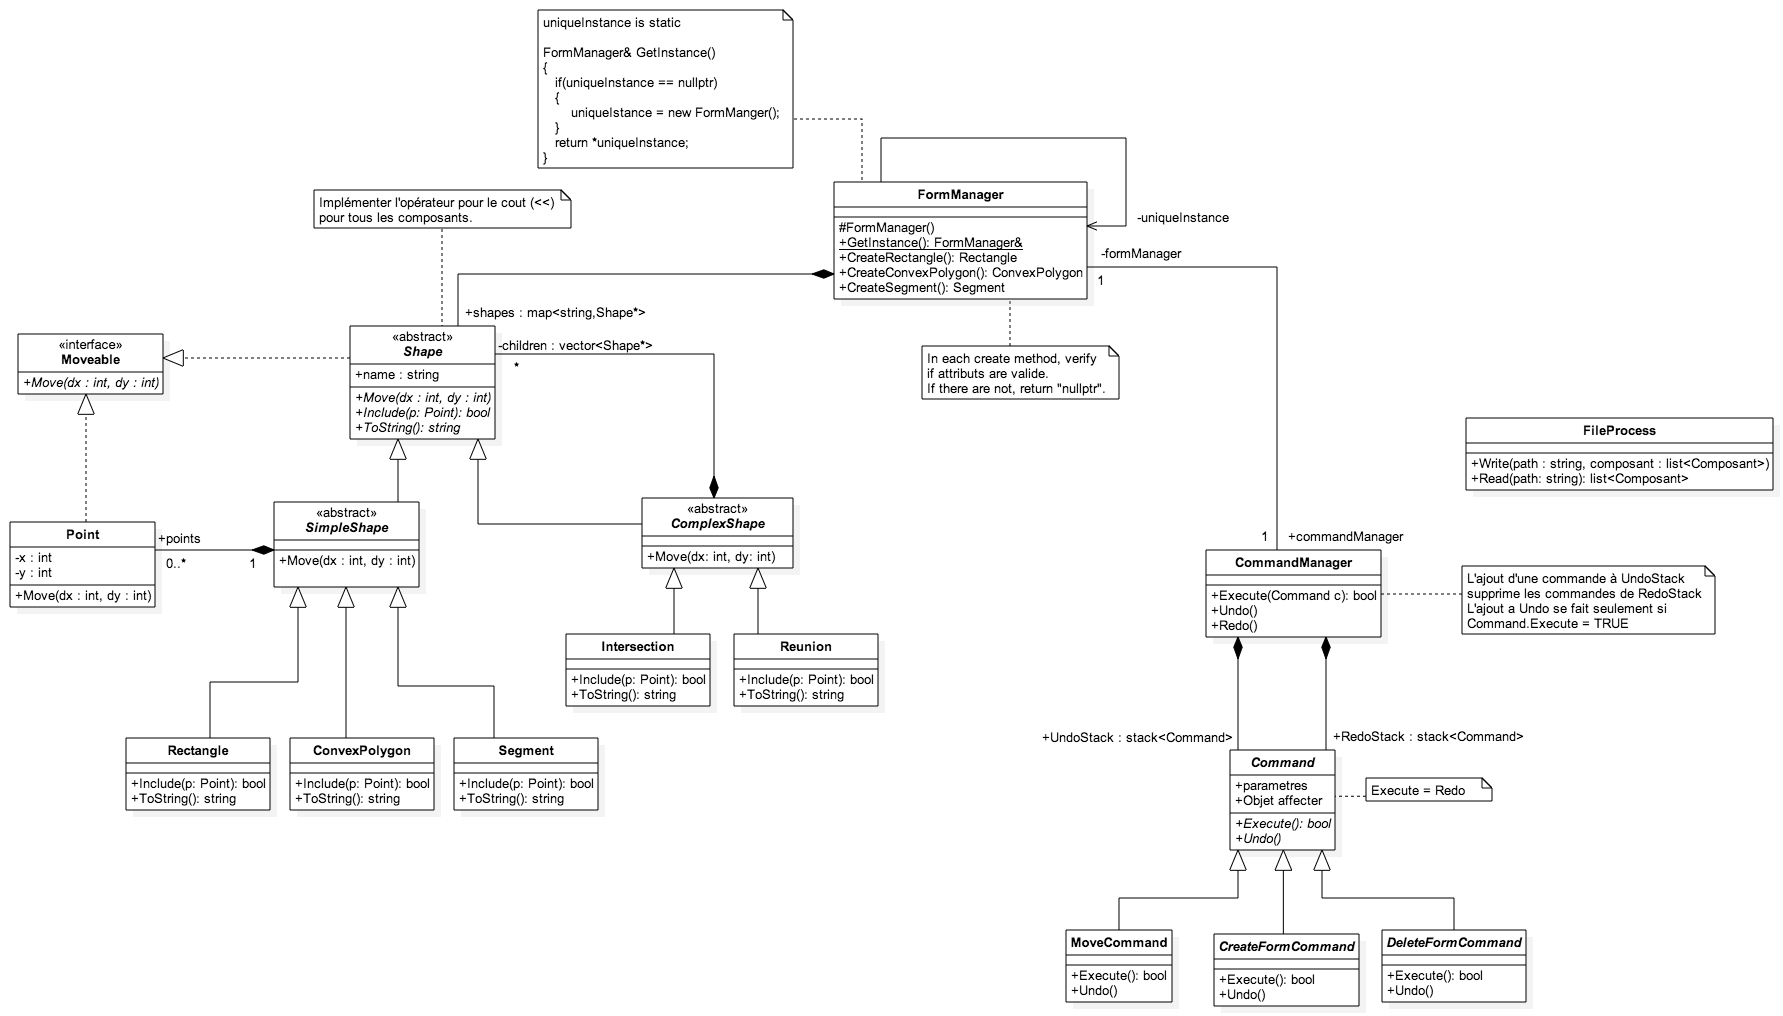 uniqueInstance is static
FormManager& GetInstance()
{
if(uniqueInstance == nullptr)
{
uniqueIstance = new FormManger();
}
return *uniqueInstance;
}
Implémenter l'opérateur pour le cout (<<)
pour tous les composants.
FormManager
#FormManager()
+GetInstance(): FormManager&
+CreateRectangle(): Rectangle
+CreateConvexPolygon(): ConvexPolygon
+CreateSegment(): Segment
-uniqueInstance
-formManager
1
+shapes : map<string,Shape*>
«interface»
Moveable
+Move(dx : int, dy : int)
«abstract»
Shape
+name : string
+Move(dx : int, dy : int)
+Include(p: Point): bool
+ToString(): string
-children : vector<Shape*>
*
In each create method, verify
if attributs are valide.
If there are not, return "nullptr".
FileProcess
+Write(path : string, composant : list<Composant>)
+Read(path: string): list<Composant>
Point
-x : int
-y : int
+Move(dx : int, dy : int)
+points
0..*
1
«abstract»
SimpleShape
+Move(dx : int, dy : int)
«abstract»
ComplexShape
+Move(dx: int, dy: int)
1
+commandManager
CommandManager
+Execute(Command c): bool
+Undo()
+Redo()
L'ajout d'une commande à UndoStack
supprime les commandes de RedoStack
L'ajout a Undo se fait seulement si
Command.Execute = TRUE
Intersection
+Include(p: Point): bool
+ToString(): string
Reunion
+Include(p: Point): bool
+ToString(): string
Rectangle
+Include(p: Point): bool
+ToString(): string
ConvexPolygon
+Include(p: Point): bool
+ToString(): string
Segment
+Include(p: Point): bool
+ToString(): string
+UndoStack : stack<Command>
+RedoStack : stack<Command>
Command
+parametres
+Objet affecter
+Execute(): bool
+Undo()
Execute = Redo
MoveCommand
+Execute(): bool
+Undo()
CreateFormCommand
+Execute(): bool
+Undo()
DeleteFormCommand
+Execute(): bool
+Undo()